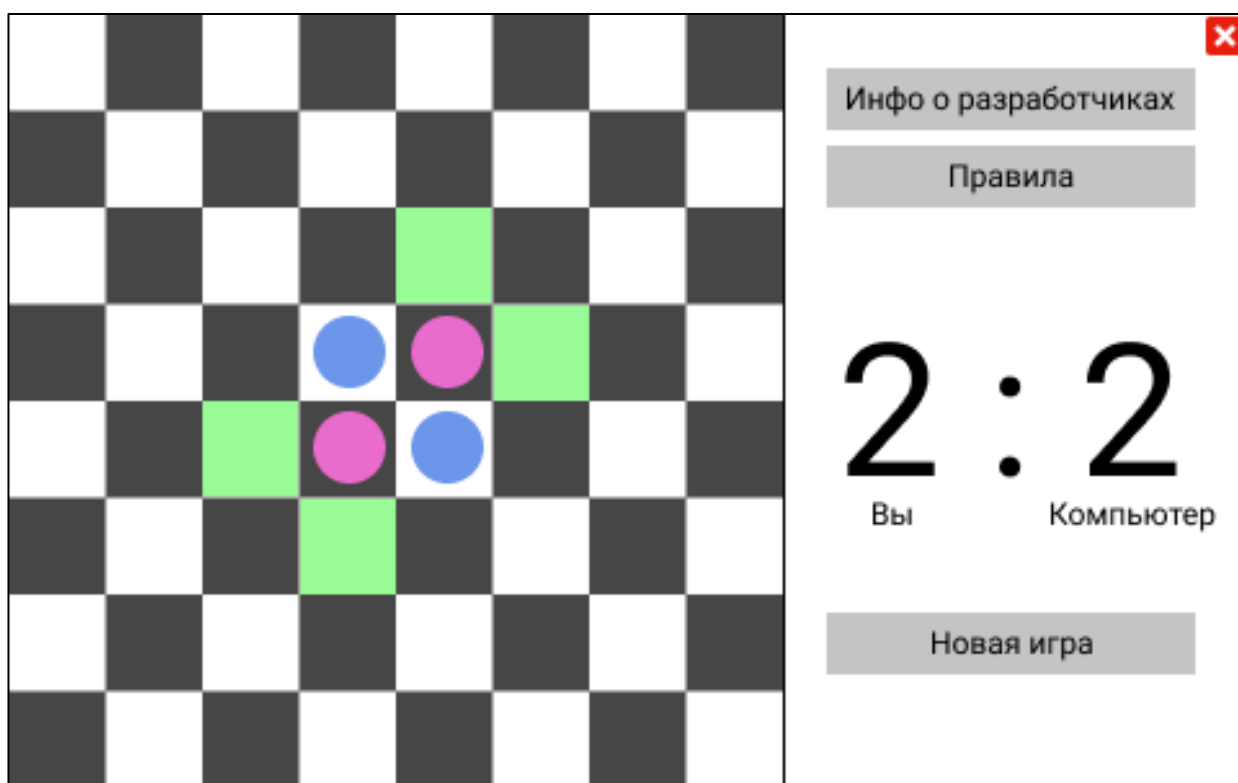 Инфо о разработчиках
Правила
2 : 2
Вы Компьютер
Новая игра